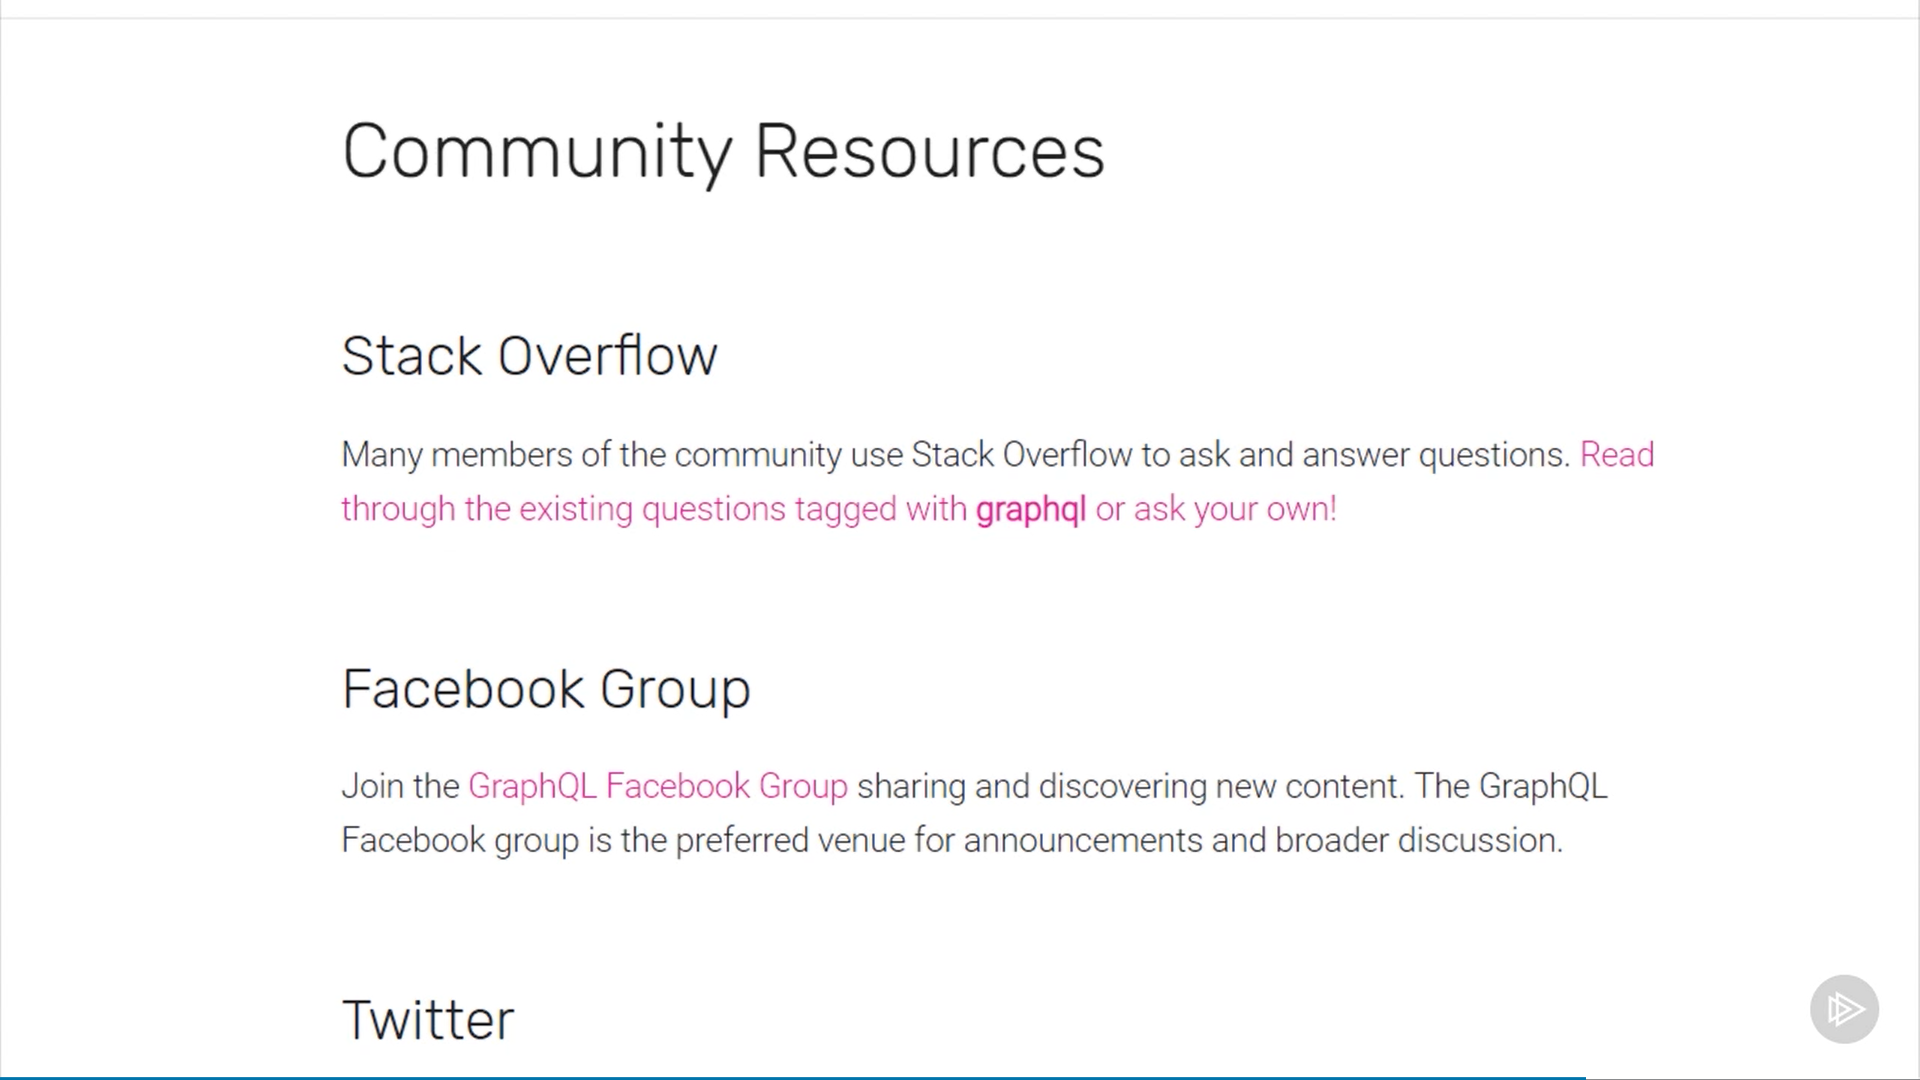 Community Resources
Stack Overflow
Many members of the community use Stack Overflow to ask and answer questions. Read
through the existing questions tagged with graphql or ask your own!
Facebook Group
Join the GraphQL Facebook Group sharing and discovering new content. The GraphQL
Facebook group is the preferred venue for announcements and broader discussion.
Twitter